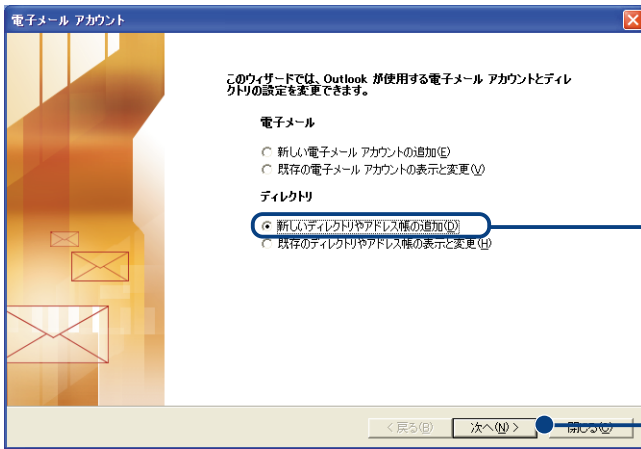 電子メール アカウント
このウィザードでは、Outlook が使用する電子メール アカウントとディレ
クトリの設定を変更できます。
電子メール
新しい電子メール アカウントの追加(E)
既存の電子メール アカウントの表示と変更(V)
ディレクトリ
新しいディレクトリやアドレス帳の追加(D)
既存のディレクトリやアドレス帳の表示と変更(H)
< 戻る(B) 次へ(N) > 閉じる(C)